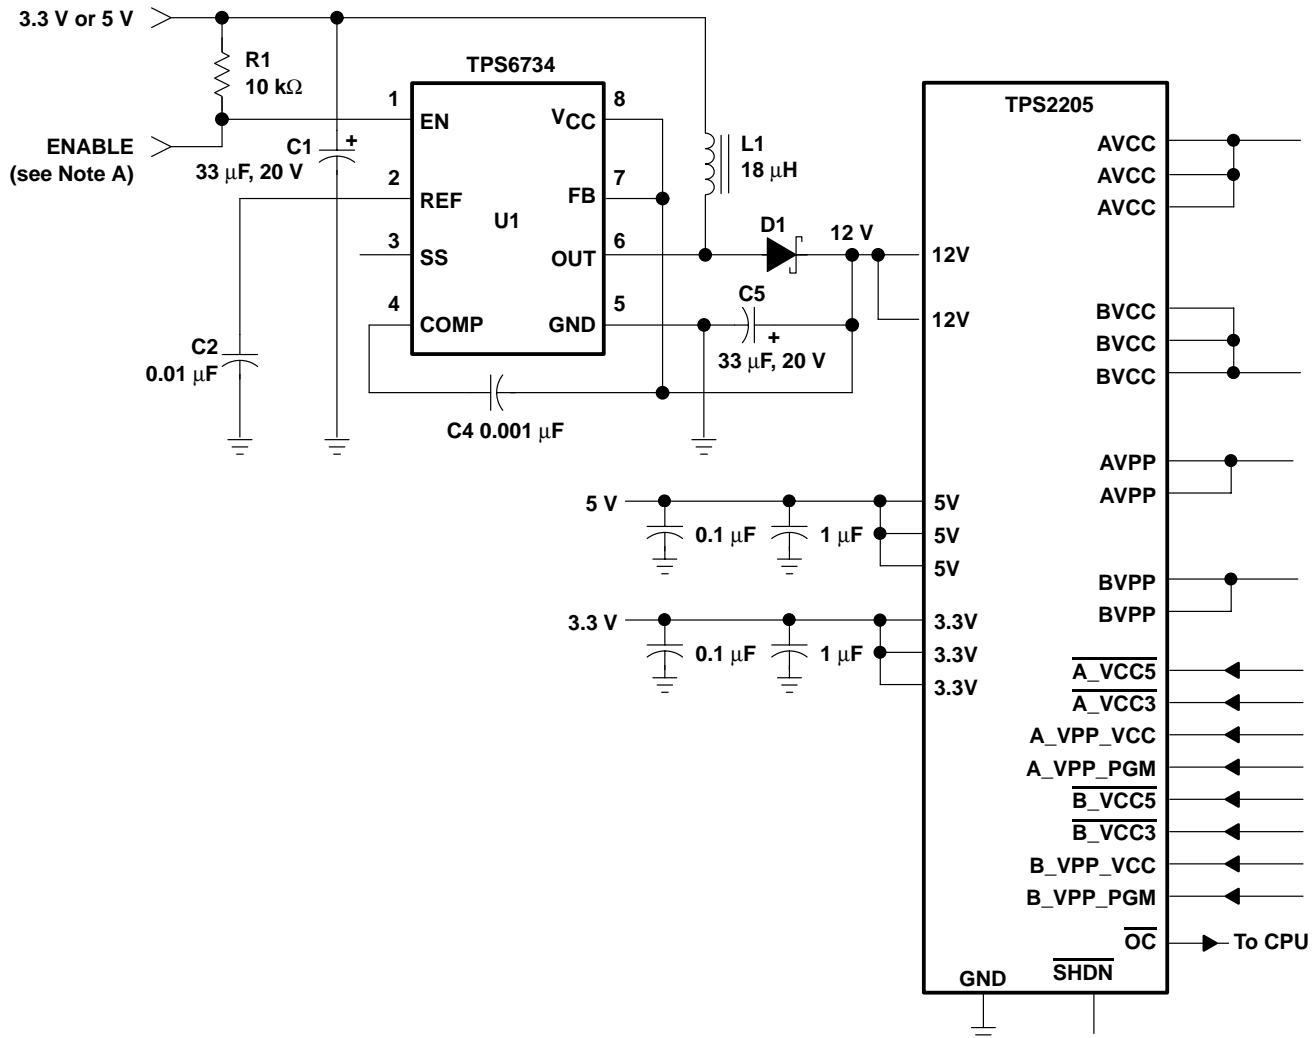 3.3 V or 5 V
R1
10 kΩ
ENABLE
(see Note A)
C1
+
33 μF, 20 V
C2
0.01 μF
TPS6734
1
EN
2
REF
3
SS
4
COMP
U1
8
VCC
7
FB
6
OUT
5
GND
C4 0.001 μF
L1
18 μH
D1
12 V
C5
+
33 μF, 20 V
5 V
0.1 μF
1 μF
3.3 V
0.1 μF
1 μF
TPS2205
12V
12V
5V
5V
5V
3.3V
3.3V
3.3V
AVCC
AVCC
AVCC
BVCC
BVCC
BVCC
AVPP
AVPP
BVPP
BVPP
A_VCC5
A_VCC3
A_VPP_VCC
A_VPP_PGM
B_VCC5
B_VCC3
B_VPP_VCC
B_VPP_PGM
OC
To CPU
GND
SHDN